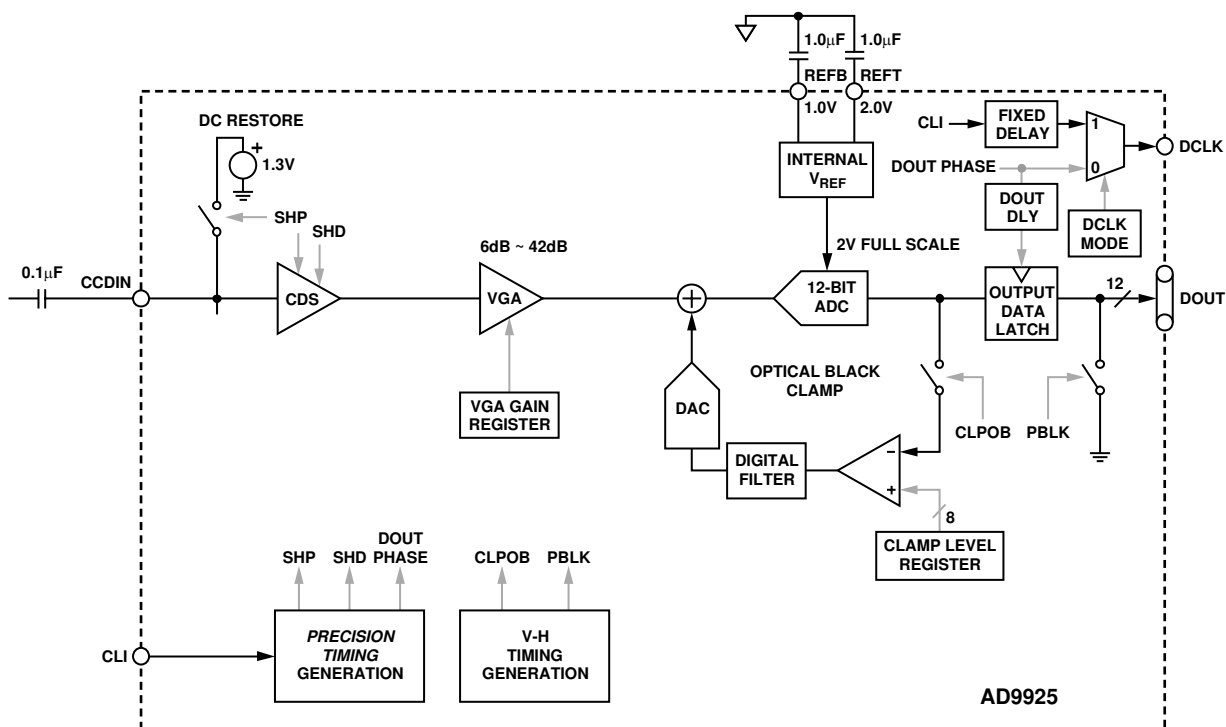 1.0μF
1.0μF
REFB
REFT
1.0V
2.0V
DC RESTORE
+
1.3V
SHP
SHD
INTERNAL
VREF
CLI
FIXED
DELAY
1
0
DCLK
DOUT PHASE
DOUT
DLY
DCLK
MODE
6dB ~ 42dB
2V FULL SCALE
0.1μF
CCDIN
CDS
VGA
+
12-BIT
ADC
OUTPUT
DATA
LATCH
12
DOUT
VGA GAIN
REGISTER
DAC
OPTICAL BLACK
CLAMP
CLPOB
PBLK
DIGITAL
FILTER
–
+
8
CLAMP LEVEL
REGISTER
SHP
SHD
DOUT
PHASE
CLPOB
PBLK
CLI
PRECISION
TIMING
GENERATION
V-H
TIMING
GENERATION
AD9925